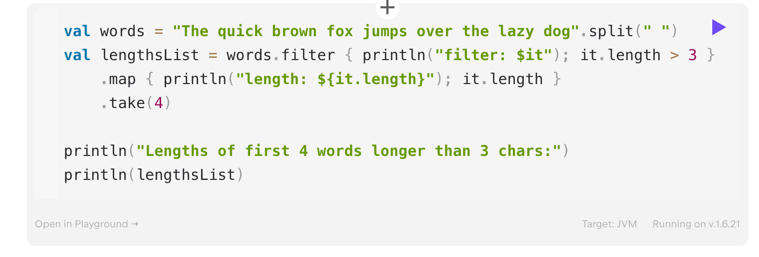 +
val words = "The quick brown fox jumps over the lazy dog".split(" ")
val lengthsList = words.filter { println("filter: $it"); it.length > 3 }
    .map { println("length: ${it.length}"); it.length }
    .take(4)

println("Lengths of first 4 words longer than 3 chars:")
println(lengthsList)
Open in Playground → Target: JVM Running on v.1.6.21